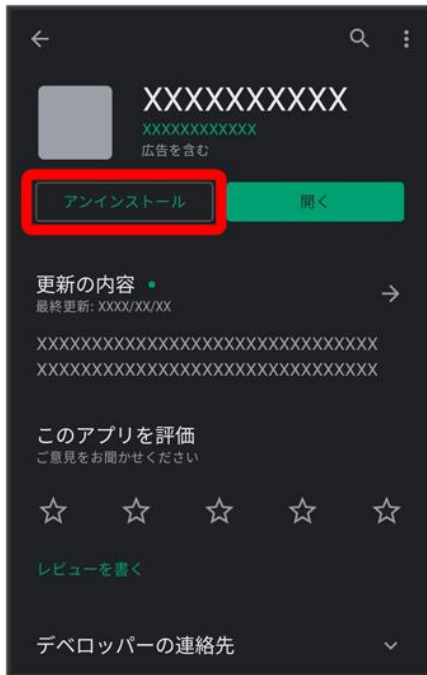 XXXXXXXXXX
XXXXXXXXXXXX
広告を含む
アンインストール
開く
更新の内容
最終更新: XXXX/XX/XX
XXXXXXXXXXXXXXXXXXXXXXXXXXXXXXX
XXXXXXXXXXXXXXXXXXXXXXXXXXXXXXX
このアプリを評価
ご意見をお聞かせください
レビューを書く
デベロッパーの連絡先